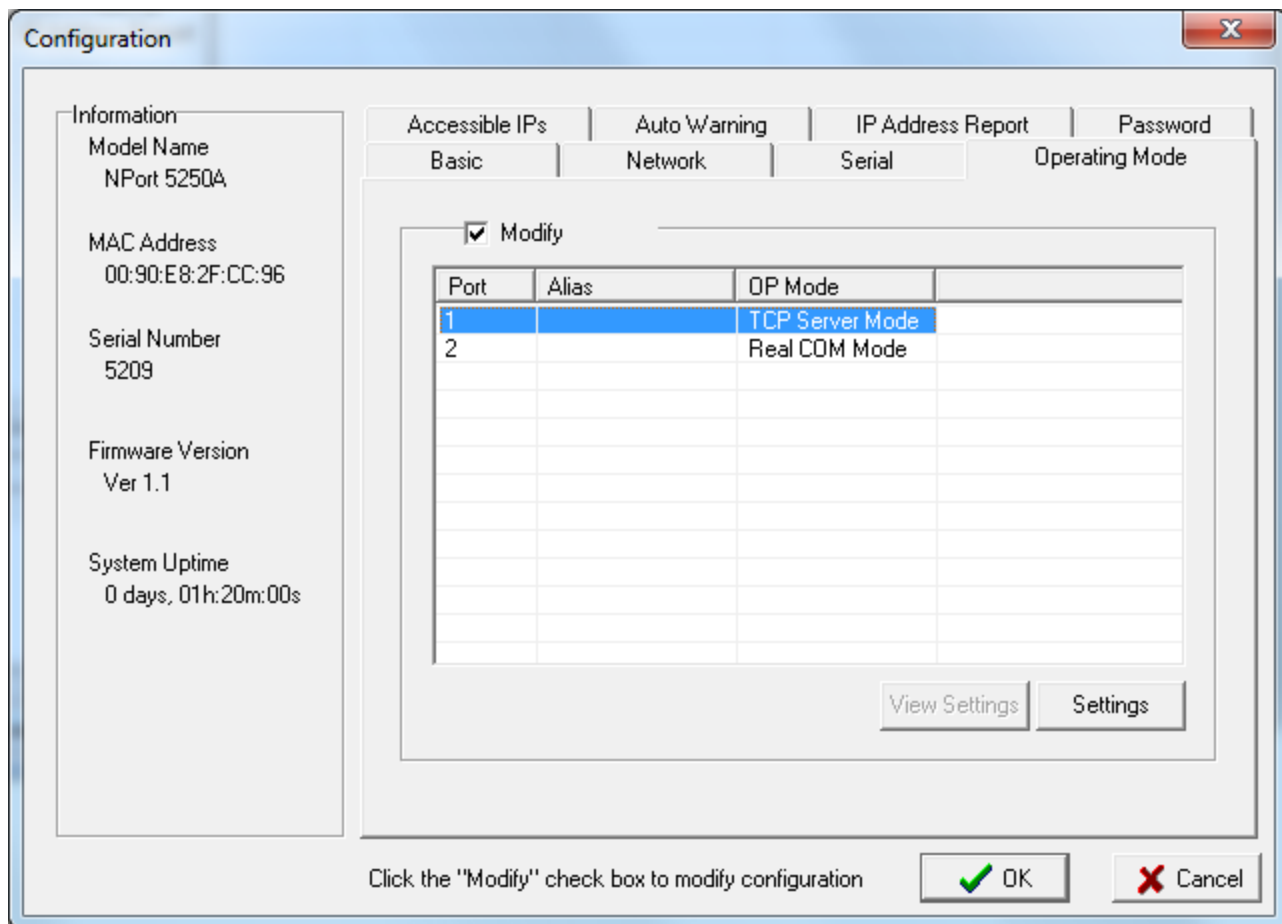 Configuration
Information
Model Name
NPort 5250A
MAC Address
00:90:E8:2F:CC:96
Serial Number
5209
Firmware Version
Ver 1.1
System Uptime
0 days, 01h:20m:00s
Accessible IPs Auto Warning IP Address Report Password
Basic Network Serial Operating Mode
Modify
Port Alias OP Mode
1 TCP Server Mode
2 Real COM Mode
View Settings Settings
Click the "Modify" check box to modify configuration OK Cancel